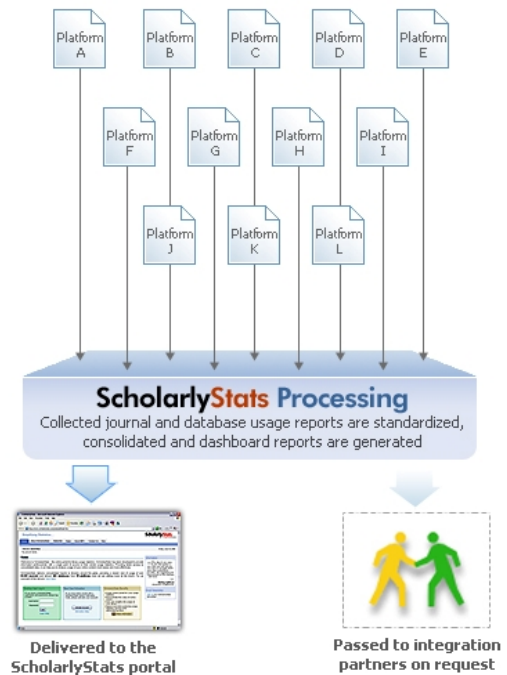 Platform A
Platform B
Platform C
Platform D
Platform E
Platform F
Platform G
Platform H
Platform I
Platform J
Platform K
Platform L
ScholarlyStats Processing
Collected journal and database usage reports are standardized,
consolidated and dashboard reports are generated
Delivered to the
ScholarlyStats portal
Passed to integration
partners on request